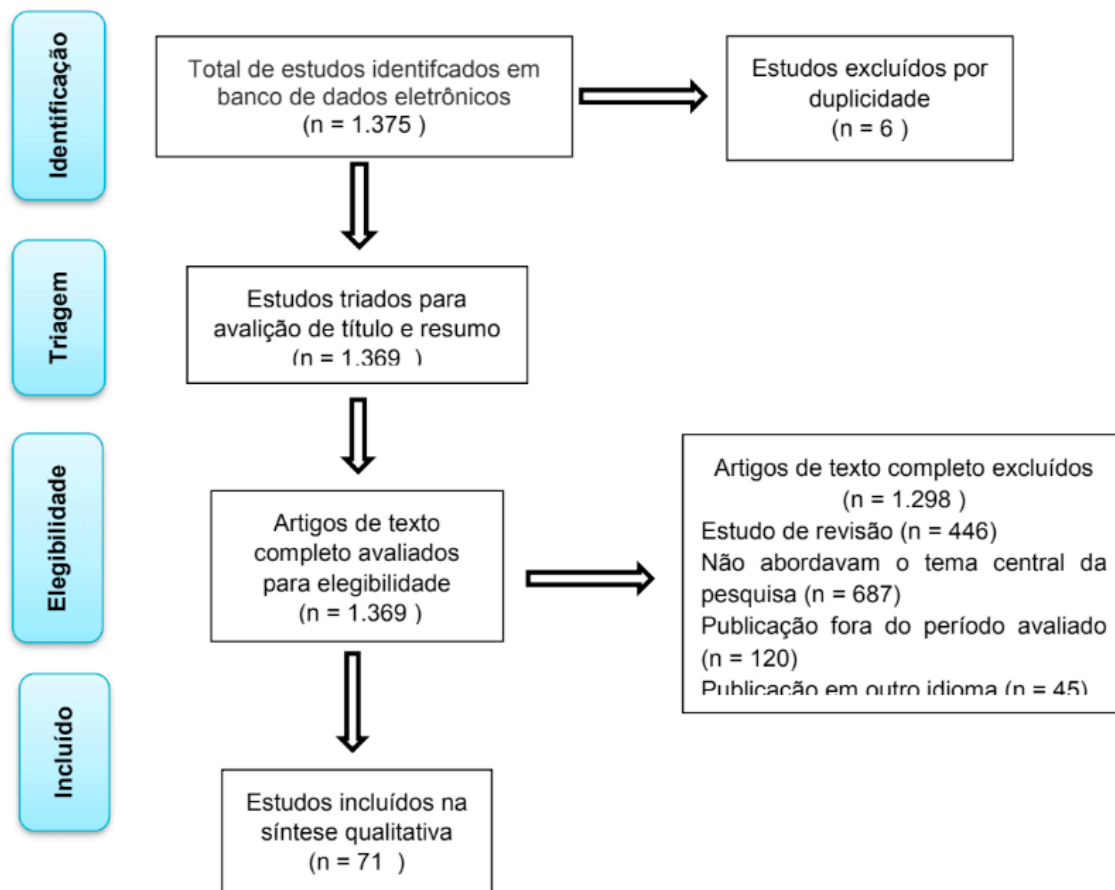 Identificação
Total de estudos identifcados em
banco de dados eletrônicos
(n = 1.375 )
Estudos excluídos por
duplicidade
(n = 6 )
Triagem
Estudos triados para
avalição de título e resumo
(n = 1.369 )
Elegibilidade
Artigos de texto
completo avaliados
para elegibilidade
(n = 1.369 )
Artigos de texto completo excluídos
(n = 1.298 )
Estudo de revisão (n = 446)
Não abordavam o tema central da
pesquisa (n = 687)
Publicação fora do período avaliado
(n = 120)
Publicação em outro idioma (n = 45)
Incluído
Estudos incluídos na
síntese qualitativa
(n = 71 )